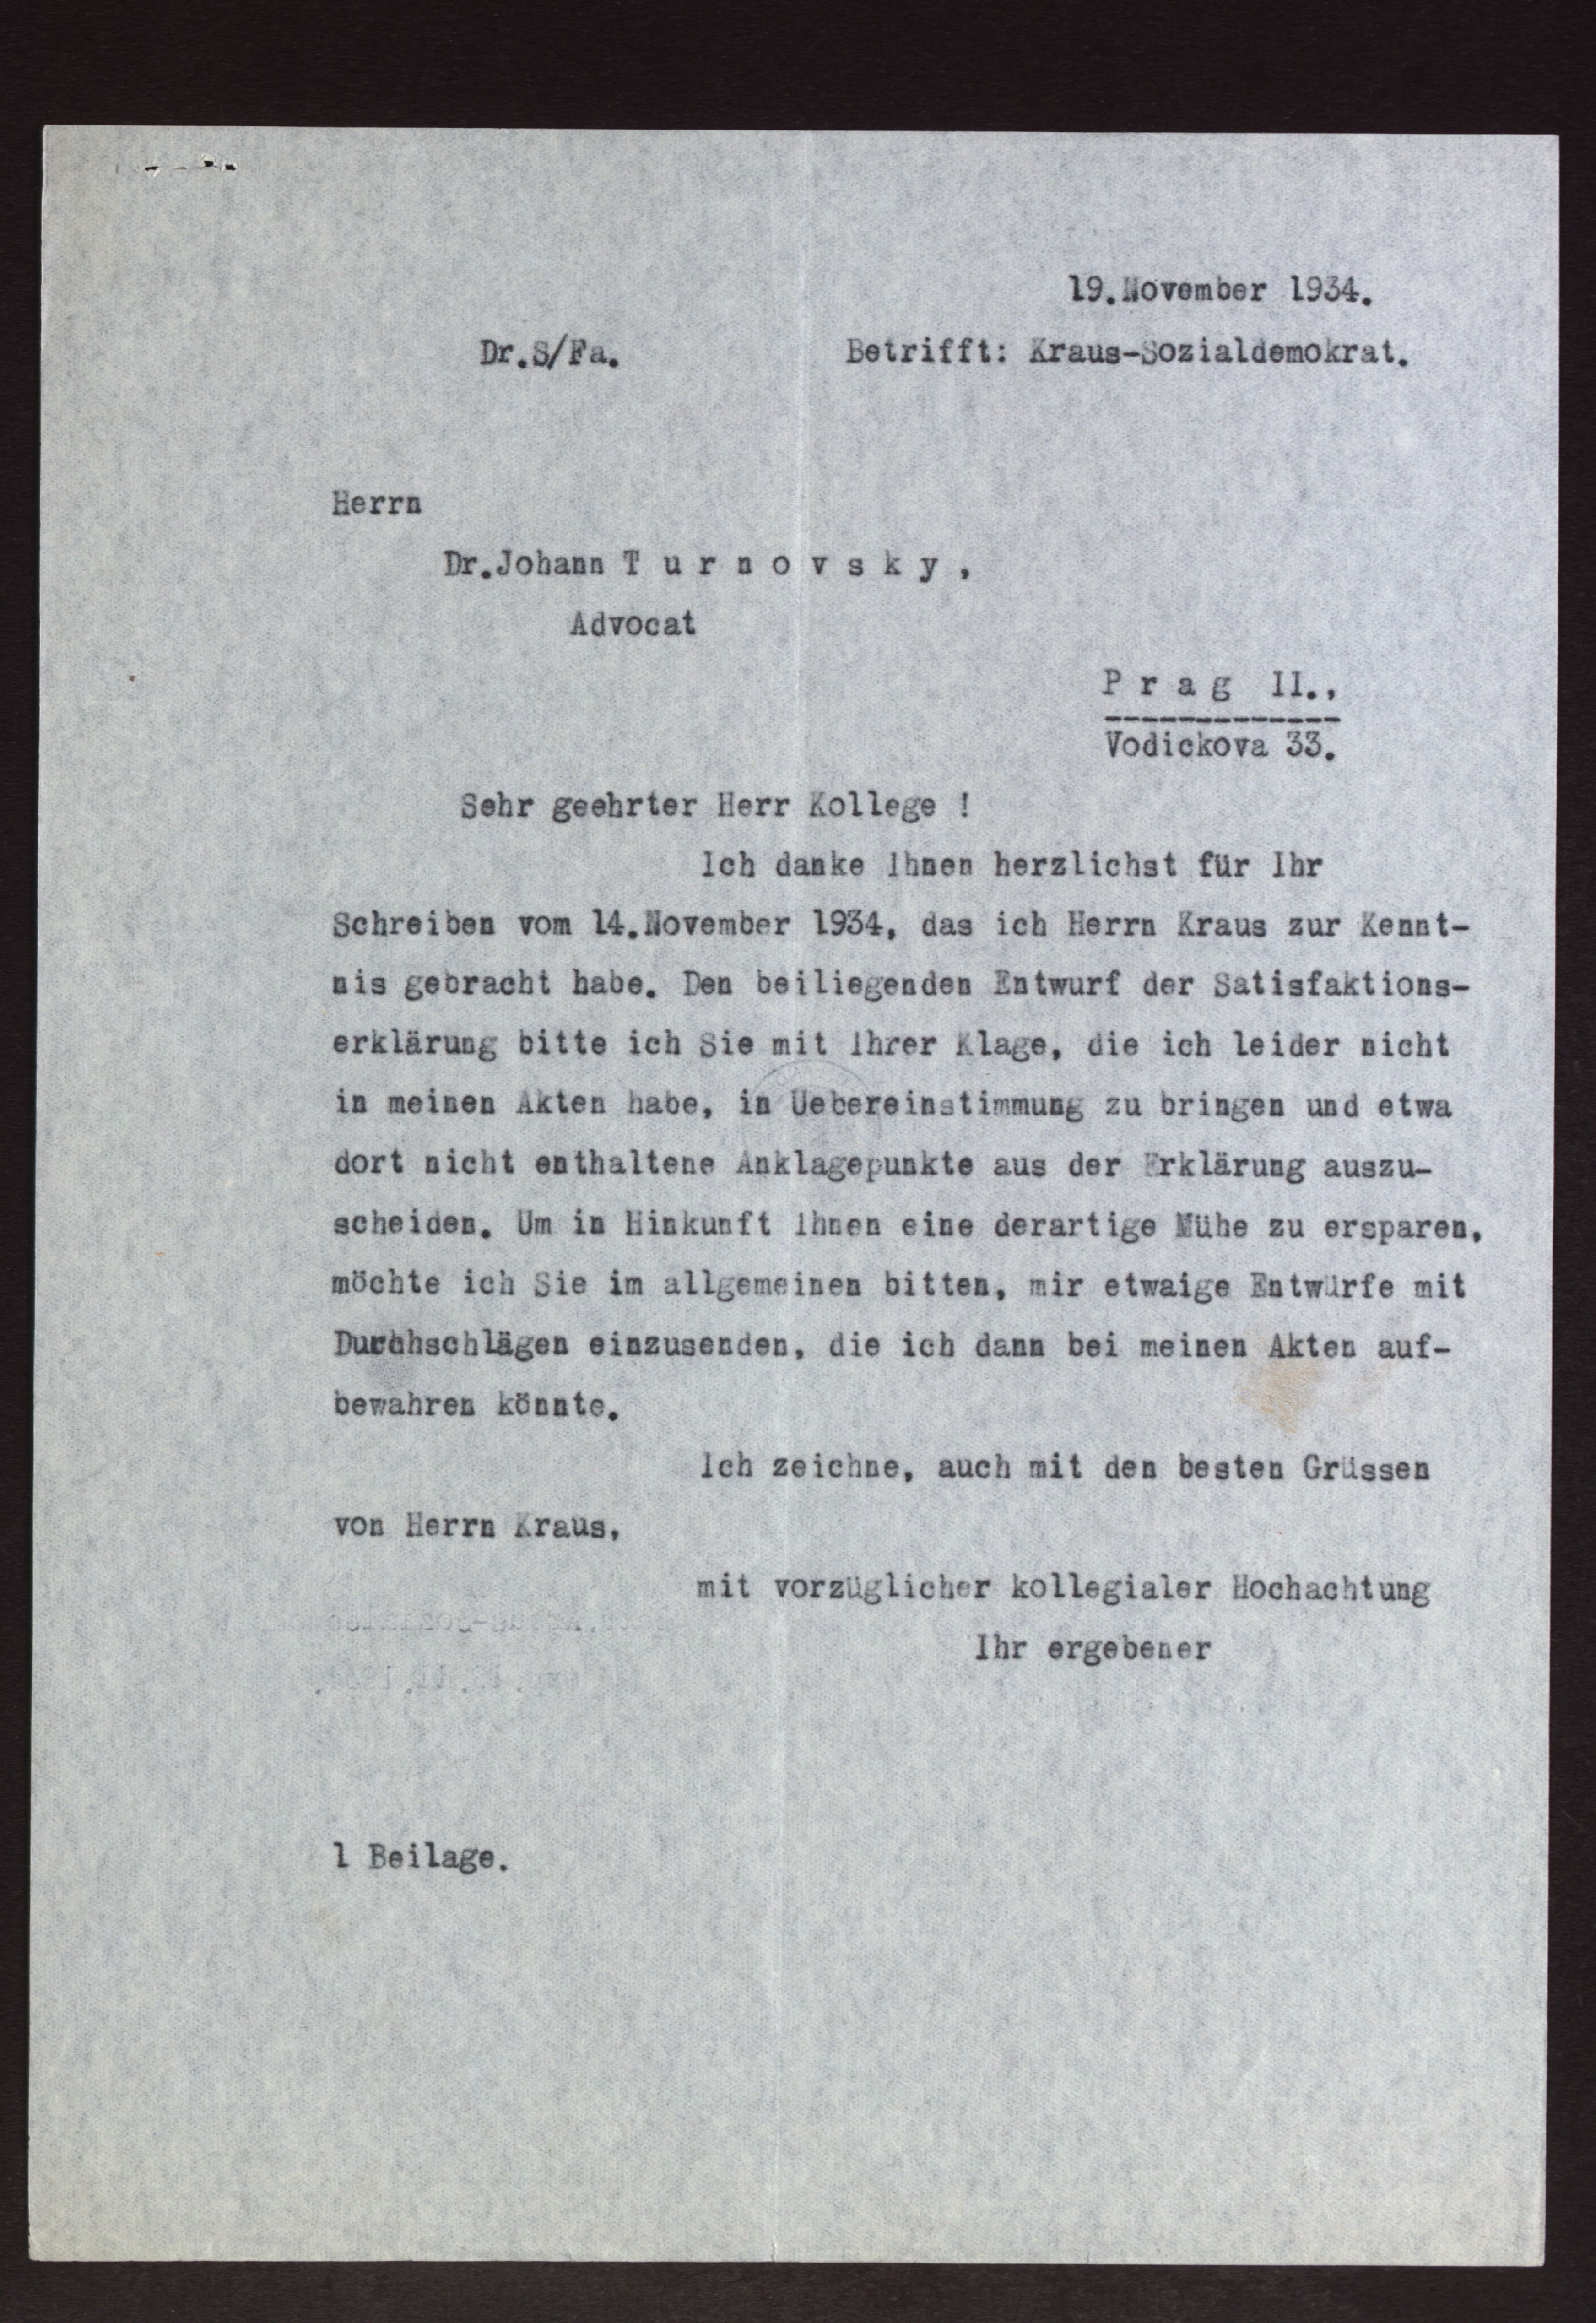 19.November 1934.
Dr.S/Fa. Betrifft: Kraus-Sozialdemokrat.
Herrn
Dr.Johann T u r n o v s k y ,
Advocat
P r a g II.,
Vodickova 33.
Sehr geehrter Herr Kollege !
Ich danke Ihnen herzlichst für Ihr
Schreiben vom 14.November 1934, das ich Herrn Kraus zur Kennt-
nis gebracht habe. Den beiliegenden Entwurf der Satisfaktions-
erklärung bitte ich Sie mit Ihrer Klage, die ich leider nicht
in meinen Akten habe, in Uebereinstimmung zu bringen und etwa
dort nicht enthaltene Anklagepunkte aus der Erklärung auszu-
scheiden. Um in Hinkunft Ihnen eine derartige Mühe zu ersparen,
möchte ich Sie im allgemeinen bitten, mir etwaige Entwürfe mit
Durchhschlägen einzusenden, die ich dann bei meinen Akten auf-
bewahren könnte.
Ich zeichne, auch mit den besten Grüssen
von Herrn Kraus,
mit vorzüglicher kollegialer Hochachtung
Ihr ergebener
1 Beilage.